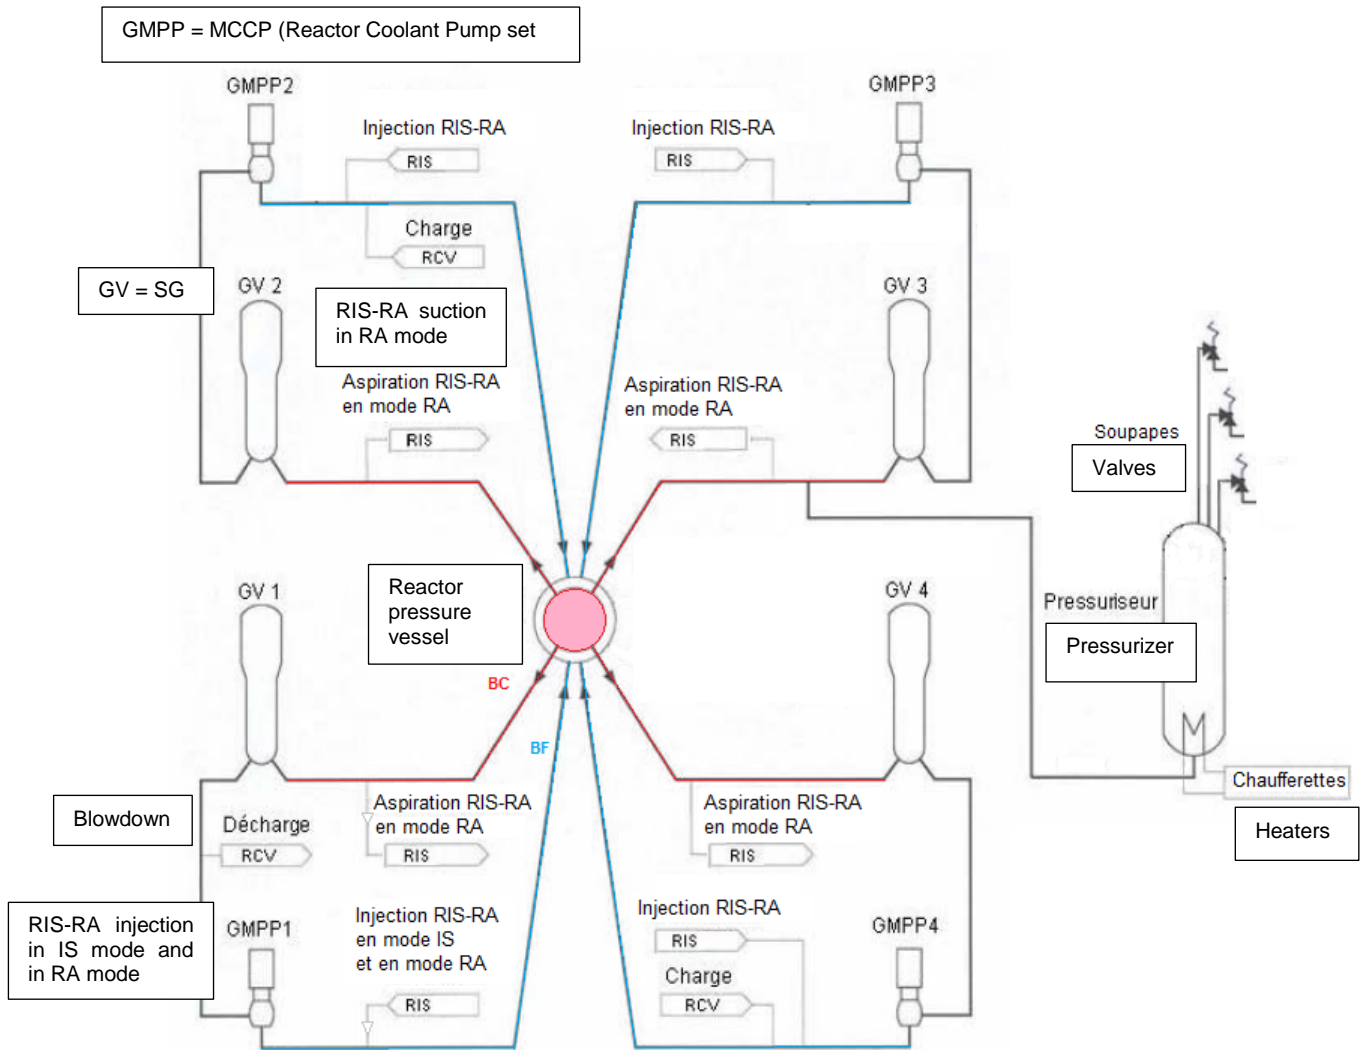 GMPP = MCCP (Reactor Coolant Pump set
GMPP2
GMPP3
Injection RIS-RA
RIS
Injection RIS-RA
RIS
Charge
RCV
GV = SG
GV 2
RIS-RA suction
in RA mode
GV 3
Aspiration RIS-RA
en mode RA
RIS
Aspiration RIS-RA
en mode RA
RIS
Soupapes
Valves
GV 1
Reactor
pressure
vessel
GV 4
Pressuriseur
Pressurizer
BC
BF
Chaufferettes
Heaters
Blowdown
Décharge
RCV
Aspiration RIS-RA
en mode RA
RIS
Aspiration RIS-RA
en mode RA
RIS
RIS-RA injection
in IS mode and
in RA mode
GMPP1
Injection RIS-RA
en mode IS
et en mode RA
RIS
Injection RIS-RA
RIS
Charge
RCV
GMPP4